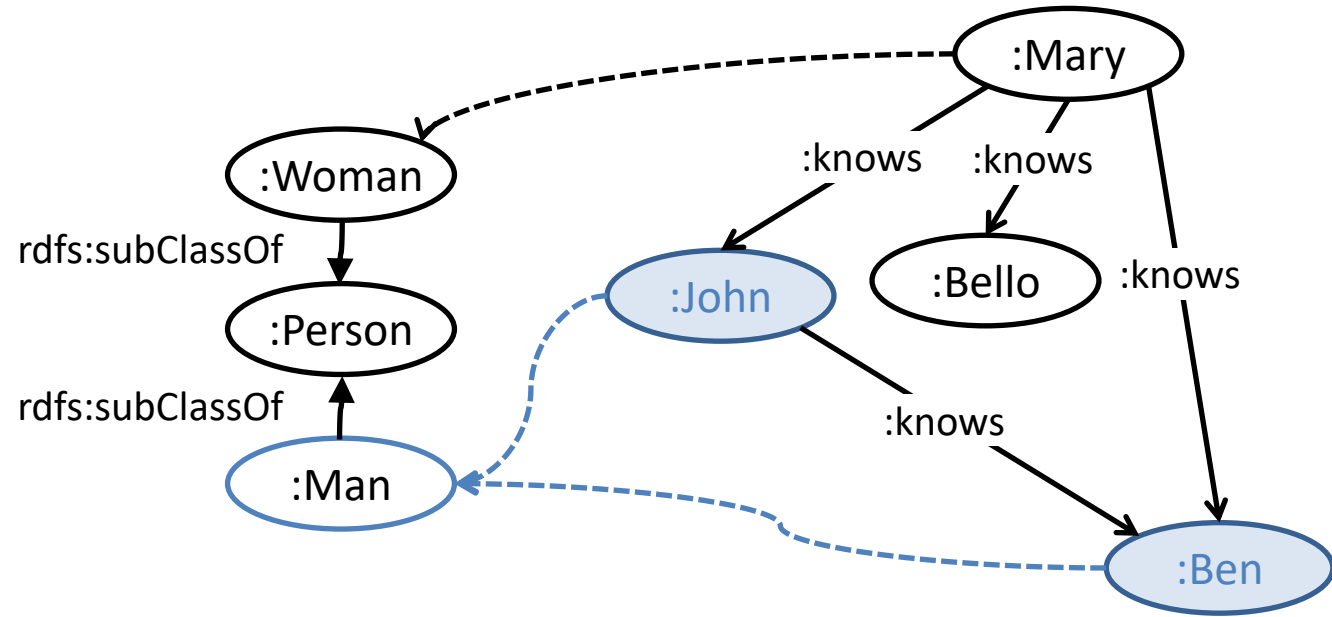 :Mary
:knows :knows
:Woman
rdfs:subClassOf
:knows
:John
:Bello
:Person
rdfs:subClassOf
:knows
:Man
:Ben